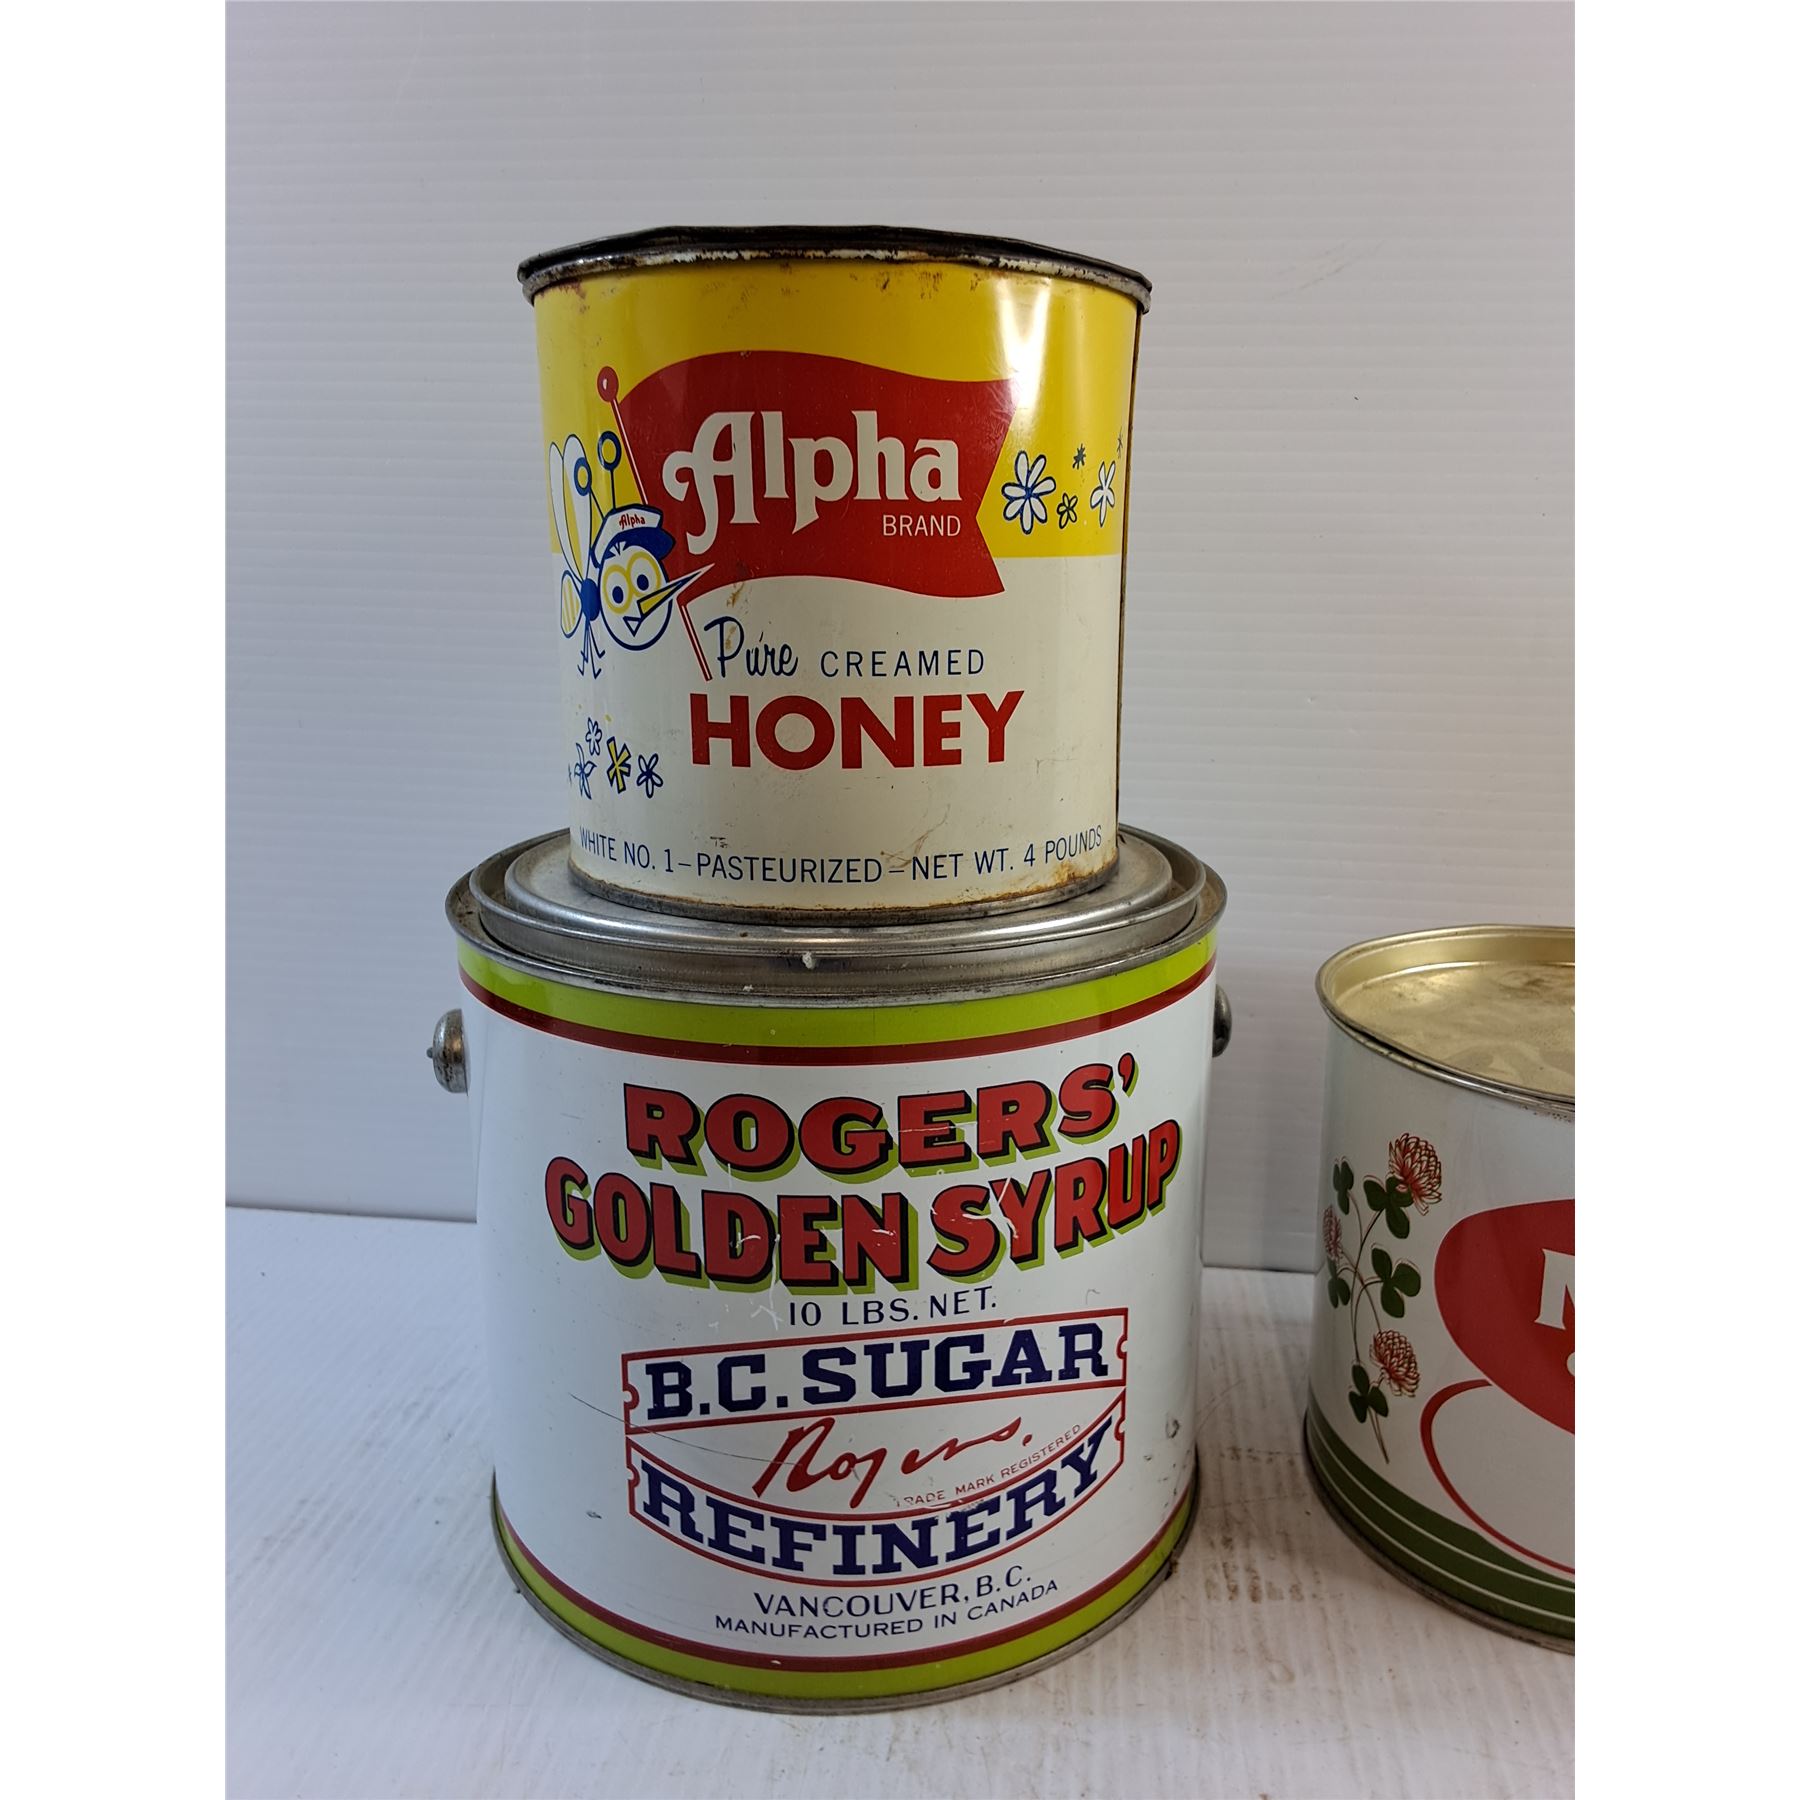 Alpha
BRAND
Alpha
Pure CREAMED
HONEY
WHITE NO. 1-PASTEURIZED-NET WT. 4 POUNDS
ROGERS'
GOLDEN SYRUP
10 LBS. NET.
B.C. SUGAR
Rogers.
TRADE MARK REGISTERED
REFINERY
VANCOUVER, B.C.
MANUFACTURED IN CANADA